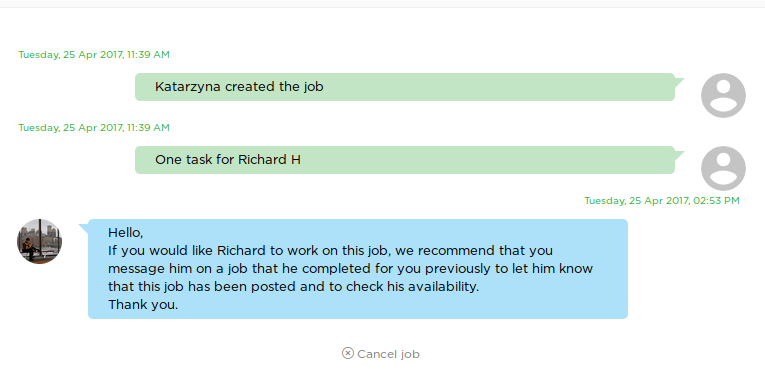 Tuesday, 25 Apr 2017, 11:39 AM
Katarzyna created the job
Tuesday, 25 Apr 2017, 11:39 AM
One task for Richard H
Tuesday, 25 Apr 2017, 02:53 PM
Hello,
If you would like Richard to work on this job, we recommend that you
message him on a job that he completed for you previously to let him know
that this job has been posted and to check his availability.
Thank you.
Cancel job